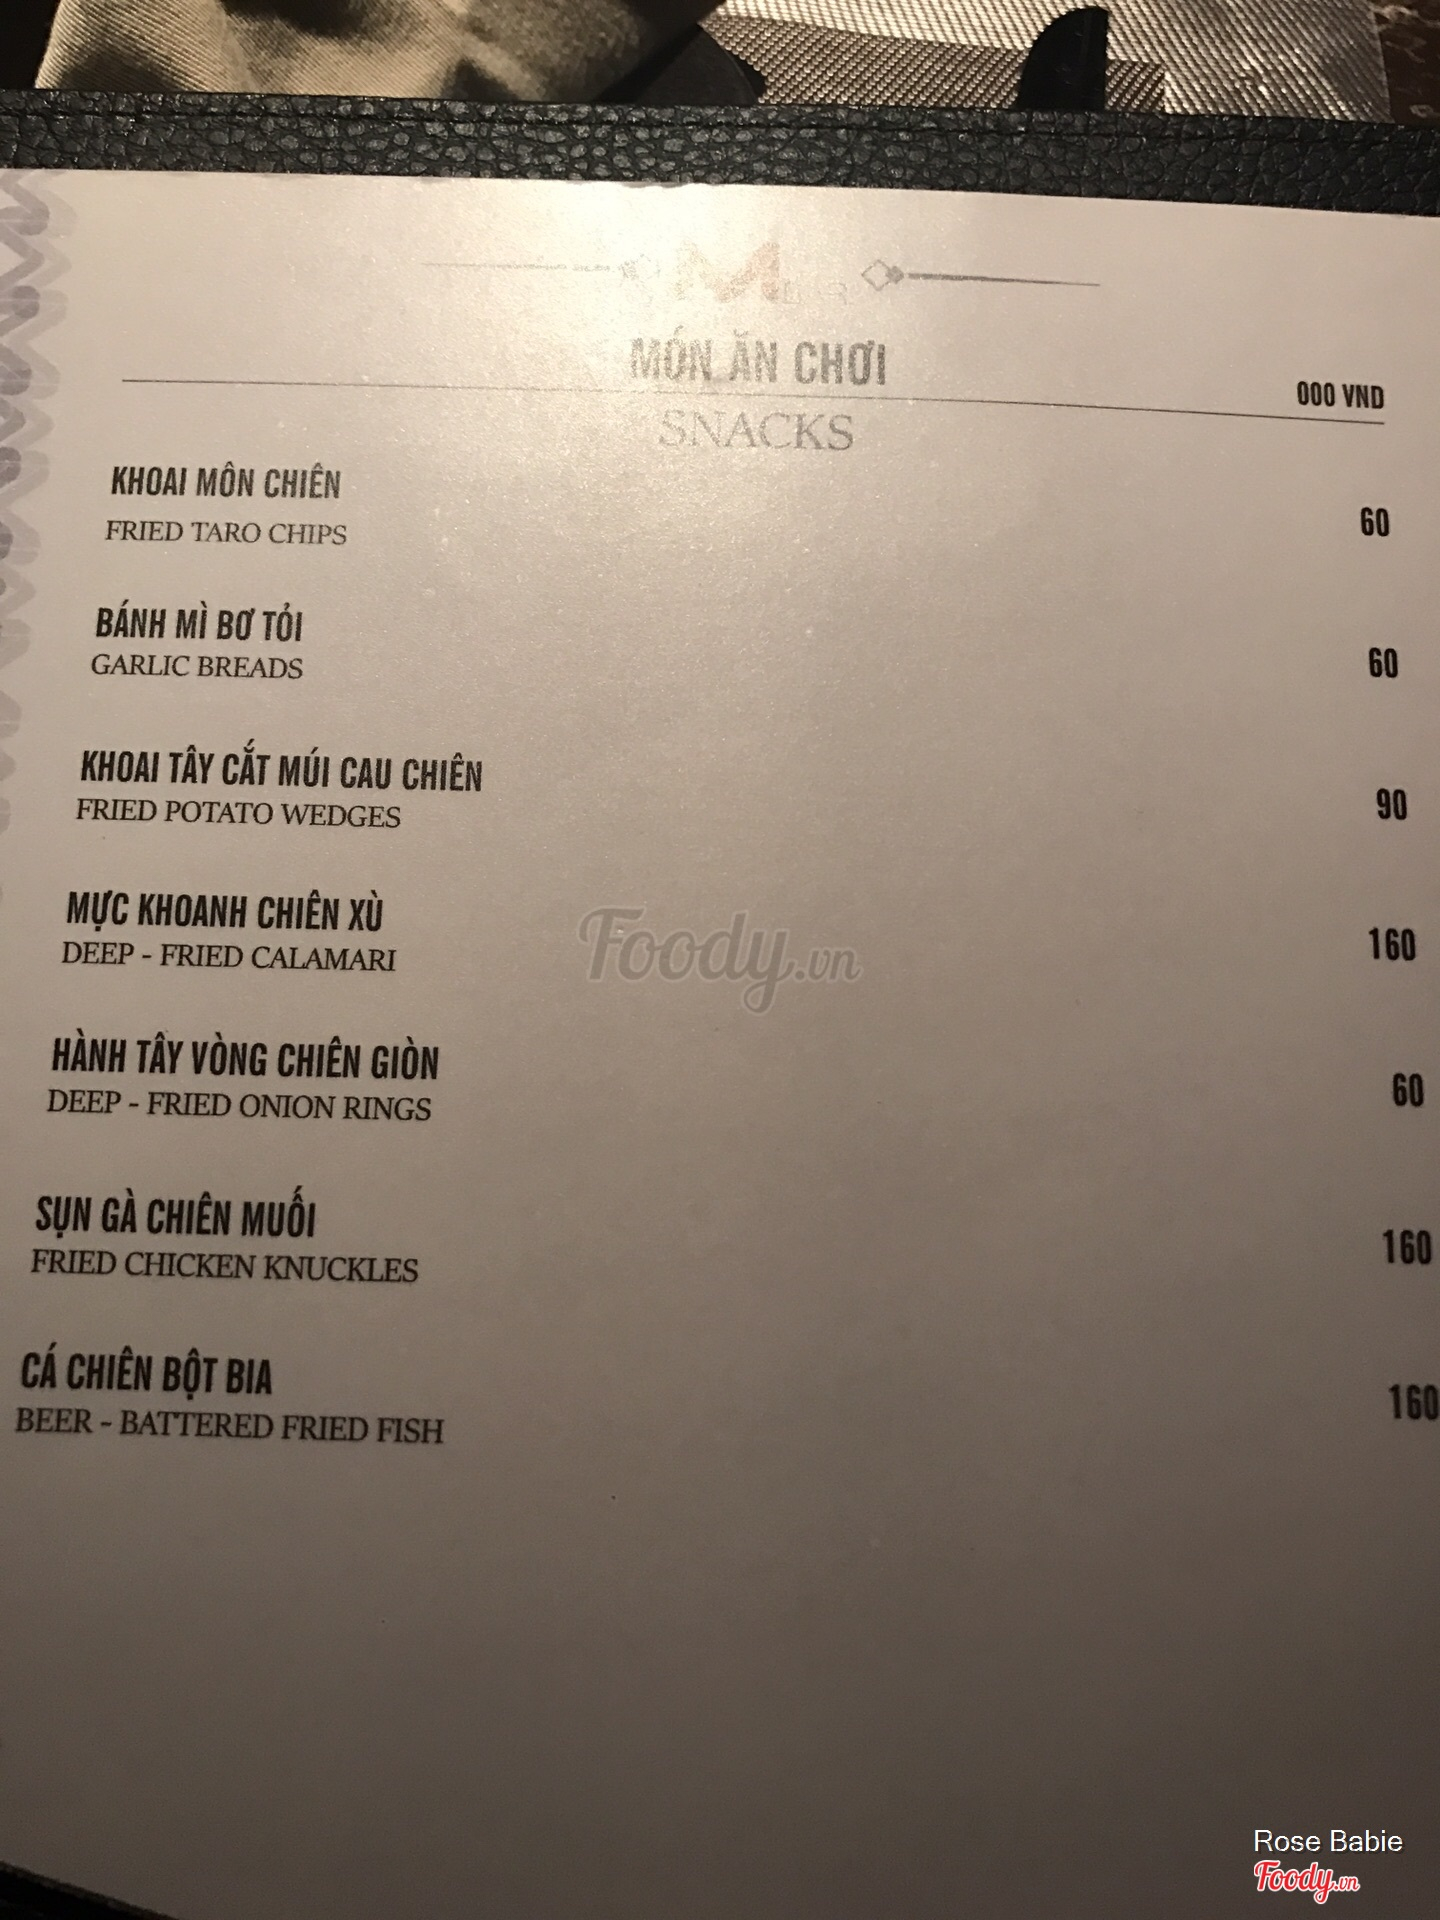 MÓN ĂN CHƠI
000 VND
SNACKS
KHOAI MÔN CHIÊN
FRIED TARO CHIPS
60
BÁNH MÌ BƠ TỎI
GARLIC BREADS
60
KHOAI TÂY CẮT MÚI CAU CHIÊN
FRIED POTATO WEDGES
90
MỰC KHOANH CHIÊN XÙ
DEEP - FRIED CALAMARI
160
Foody.vn
HÀNH TÂY VÒNG CHIÊN GIÒN
DEEP - FRIED ONION RINGS
60
SỤN GÀ CHIÊN MUỐI
FRIED CHICKEN KNUCKLES
160
CÁ CHIÊN BỘT BIA
BEER - BATTERED FRIED FISH
160
Rose Babie
Foody.vn